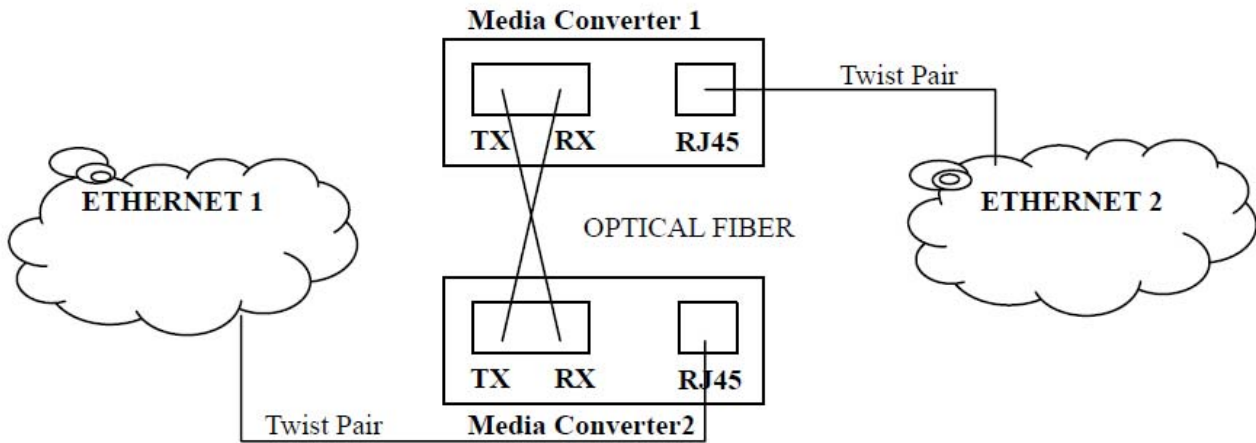 Media Converter 1
Twist Pair
TX RX RJ45
ETHERNET 1
ETHERNET 2
OPTICAL FIBER
TX RX RJ45
Twist Pair
Media Converter2